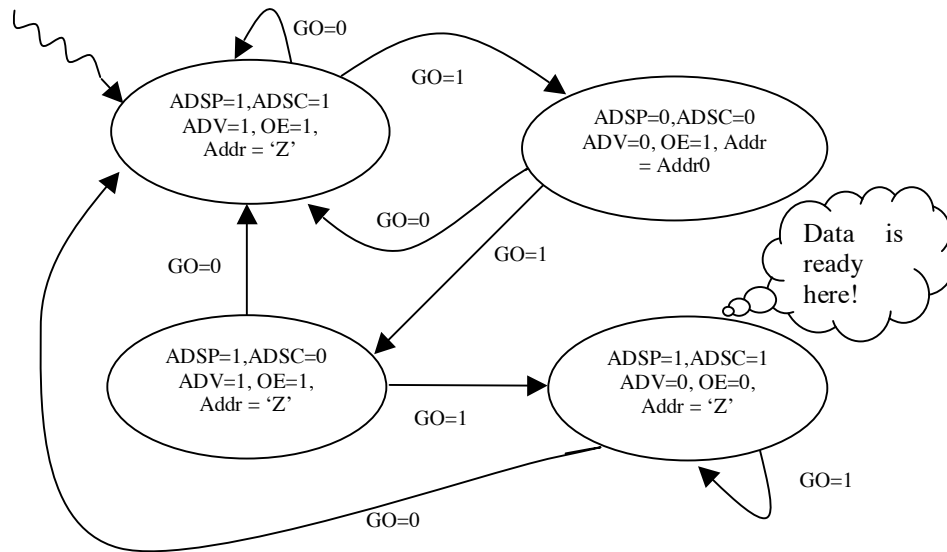 GO=0
GO=1
ADSP=1,ADSC=1
ADV=1, OE=1,
Addr = ‘Z’
ADSP=0,ADSC=0
ADV=0, OE=1, Addr
= Addr0
GO=0
GO=1
GO=0
Data is
ready
here!
ADSP=1,ADSC=0
ADV=1, OE=1,
Addr = ‘Z’
ADSP=1,ADSC=1
ADV=0, OE=0,
Addr = ‘Z’
GO=1
GO=1
GO=0